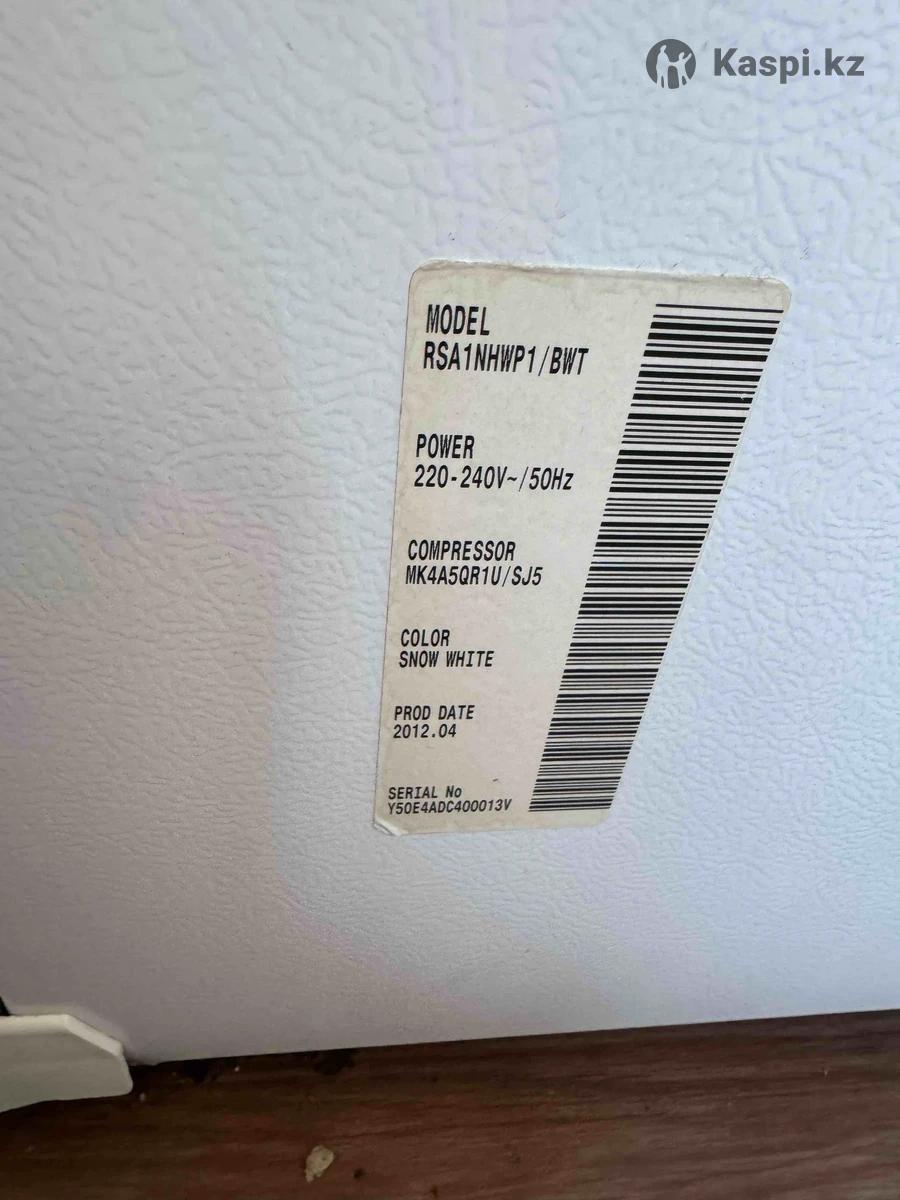 Kaspi.kz
MODEL
RSA1NHWP1/BWT
POWER
220-240V~/50Hz
COMPRESSOR
MK4A5QR1U/SJ5
COLOR
SNOW WHITE
PROD DATE
2012.04
SERIAL No
Y50E4ADC400013V